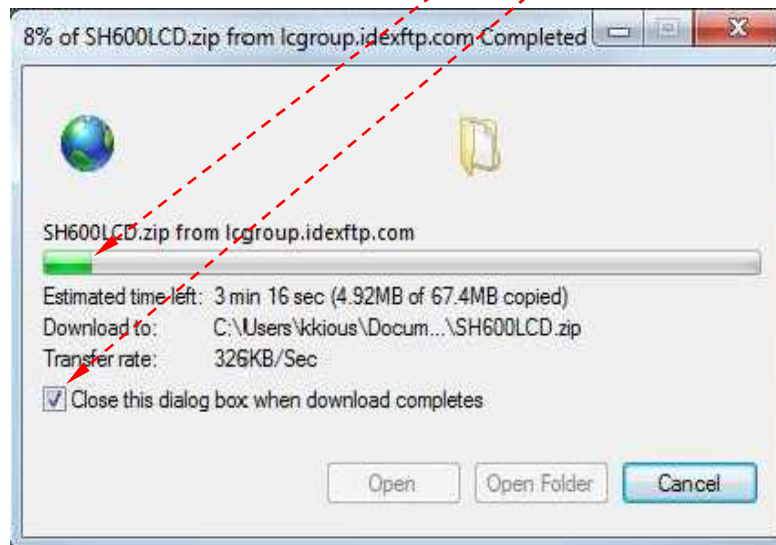 8% of SH600LCD.zip from lcgroup.idexftp.com Completed
SH600LCD.zip from lcgroup.idexftp.com
Estimated time left: 3 min 16 sec (4.92MB of 67.4MB copied)
Download to: C:\Users\kkious\Docum...\SH600LCD.zip
Transfer rate: 326KB/Sec
Close this dialog box when download completes
Open Open Folder Cancel